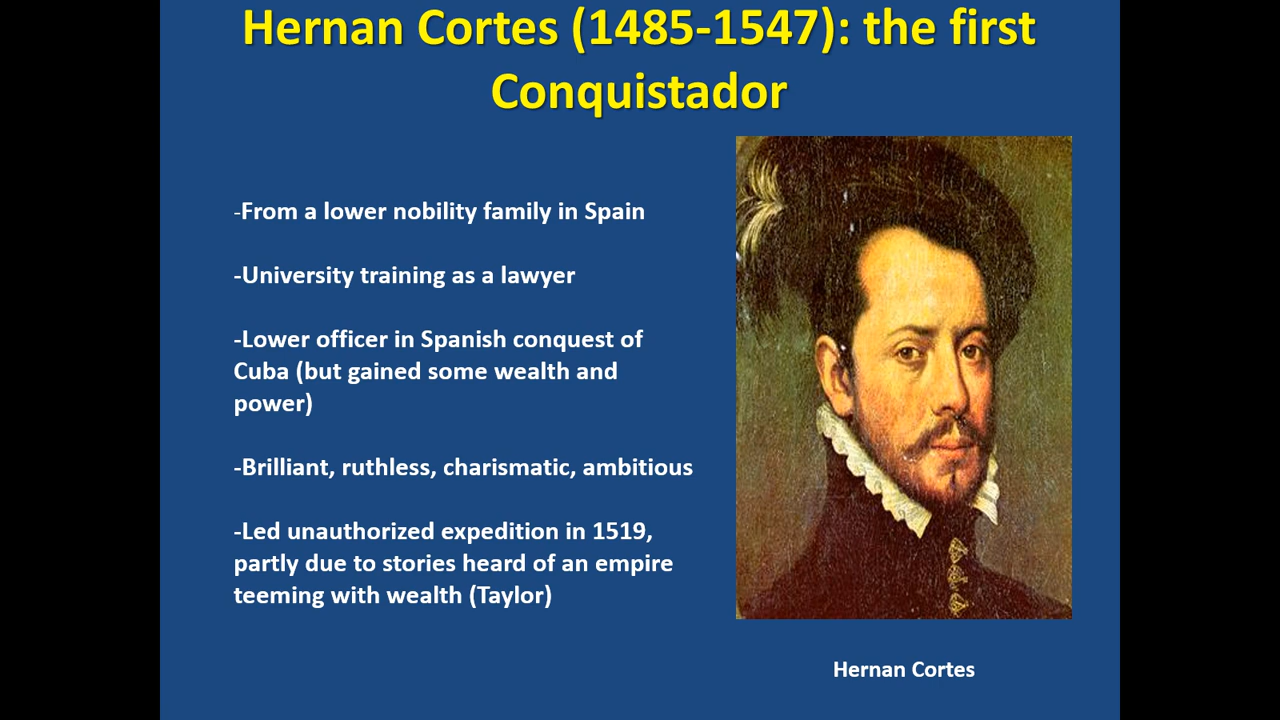 Hernan Cortes (1485-1547): the first
Conquistador
-From a lower nobility family in Spain
-University training as a lawyer
-Lower officer in Spanish conquest of
Cuba (but gained some wealth and
power)
-Brilliant, ruthless, charismatic, ambitious
-Led unauthorized expedition in 1519,
partly due to stories heard of an empire
teeming with wealth (Taylor)
Hernan Cortes